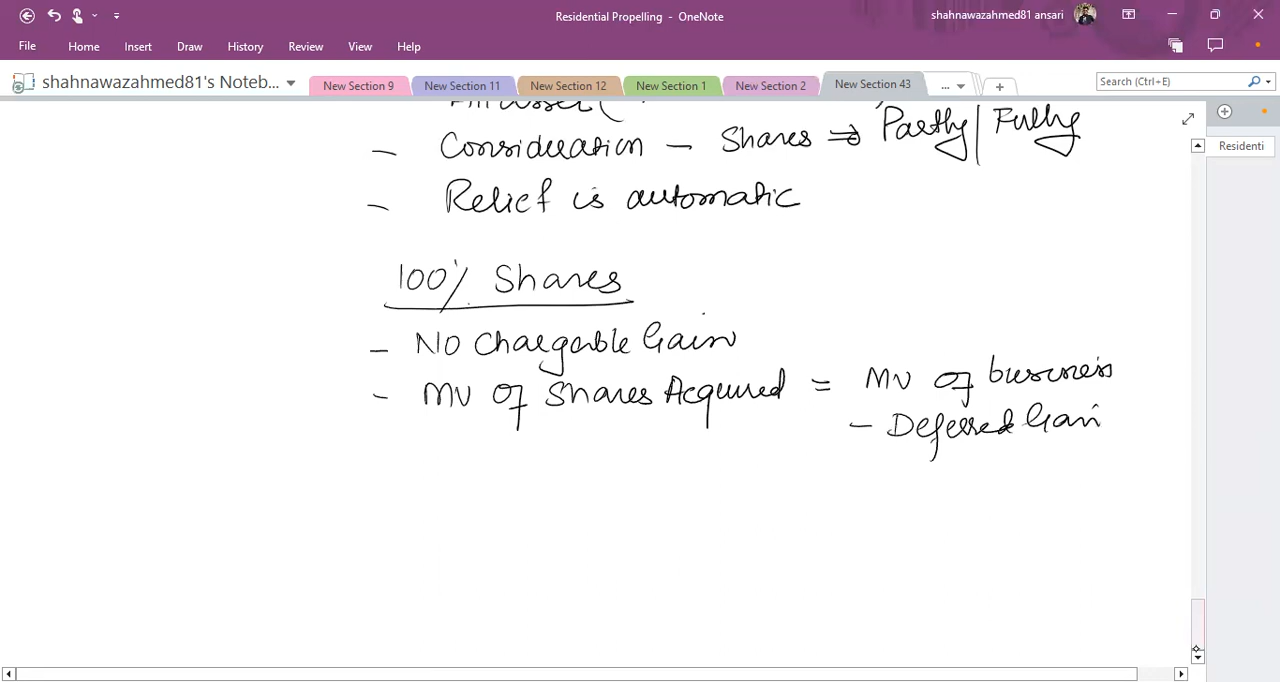 Residential Propelling - OneNote
shahnawazahmed81 ansari
File Home Insert Draw History Review View Help
shahnawazahmed81's Noteb...
New Section 9 New Section 11 New Section 12 New Section 1 New Section 2 New Section 43 ...
Search (Ctrl+E)
Residenti
- Consideration - Shares ⇒ Partly | Fully
- Relief is automatic
100% Shares
- No Chargable Gain
- MV of Shares Acquired = MV of business
- Deferred Gain